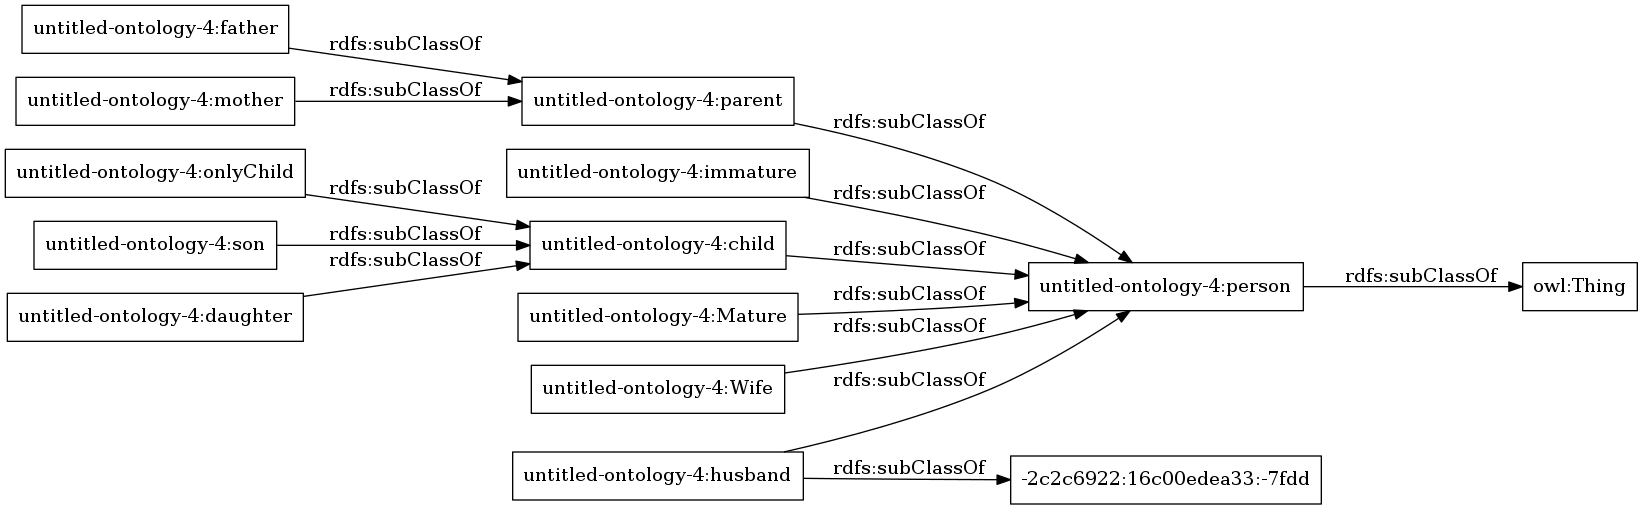 untitled-ontology-4:father
rdfs:subClassOf
untitled-ontology-4:mother
rdfs:subClassOf
untitled-ontology-4:parent
rdfs:subClassOf
untitled-ontology-4:onlyChild
rdfs:subClassOf
untitled-ontology-4:immature
rdfs:subClassOf
untitled-ontology-4:son
rdfs:subClassOf
untitled-ontology-4:child
rdfs:subClassOf
untitled-ontology-4:daughter
rdfs:subClassOf
untitled-ontology-4:Mature
rdfs:subClassOf
untitled-ontology-4:person
rdfs:subClassOf
owl:Thing
untitled-ontology-4:Wife
rdfs:subClassOf
untitled-ontology-4:husband
rdfs:subClassOf
rdfs:subClassOf
-2c2c6922:16c00edea33:-7fdd